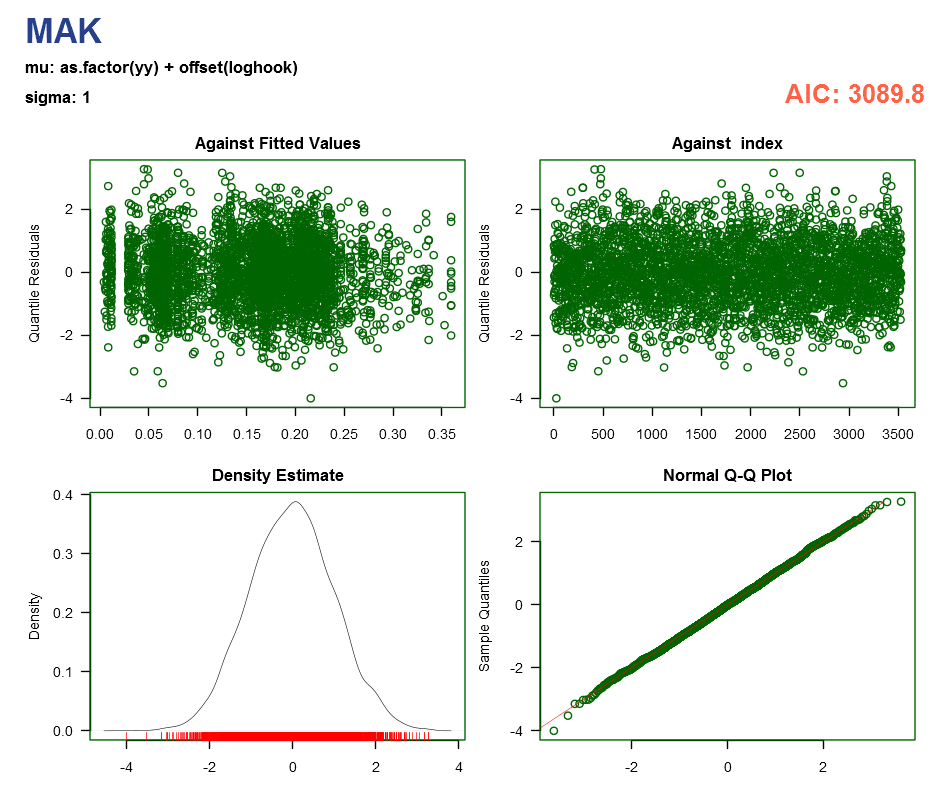 MAK
mu: as.factor(yy) + offset(loghook)
sigma: 1
AIC: 3089.8
Against Fitted Values
Quantile Residuals
2
0
-2
-4
0.00 0.05 0.10 0.15 0.20 0.25 0.30 0.35
Against index
Quantile Residuals
2
0
-2
-4
0 500 1000 1500 2000 2500 3000 3500
Density Estimate
Density
0.4
0.3
0.2
0.1
0.0
-4 -2 0 2 4
Normal Q-Q Plot
Sample Quantiles
2
0
-2
-4
-2 0 2